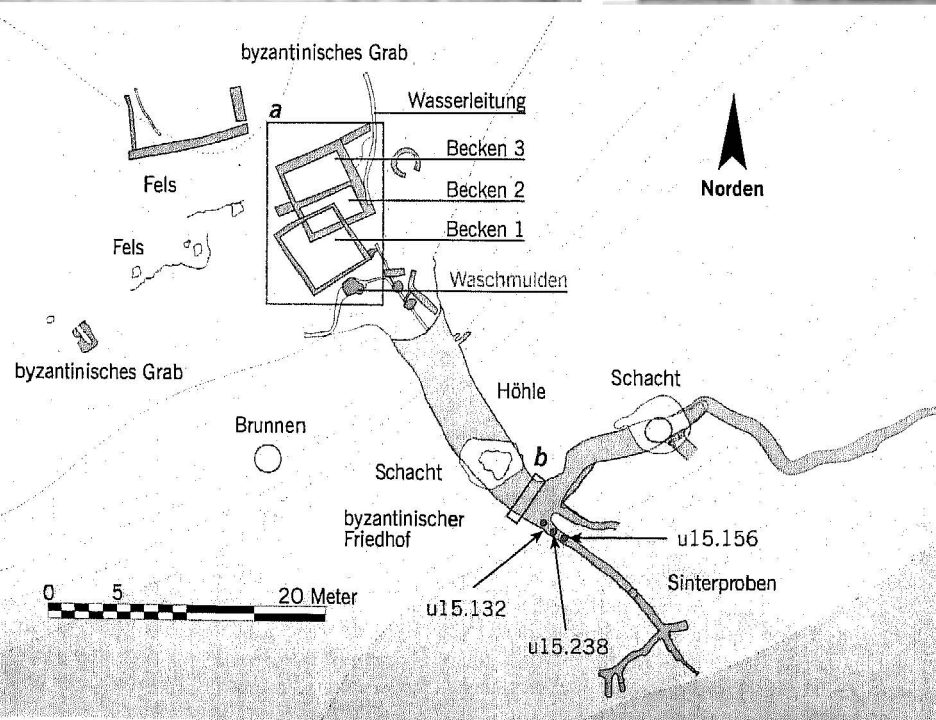 byzantinisches Grab
a
Wasserleitung
Becken 3
Becken 2
Becken 1
Waschmulden
Norden
Fels
Fels
byzantinisches Grab
Brunnen
Höhle
Schacht
Schacht
b
byzantinischer
Friedhof
u15.156
Sinterproben
u15.132
u15.238
0 5 20 Meter